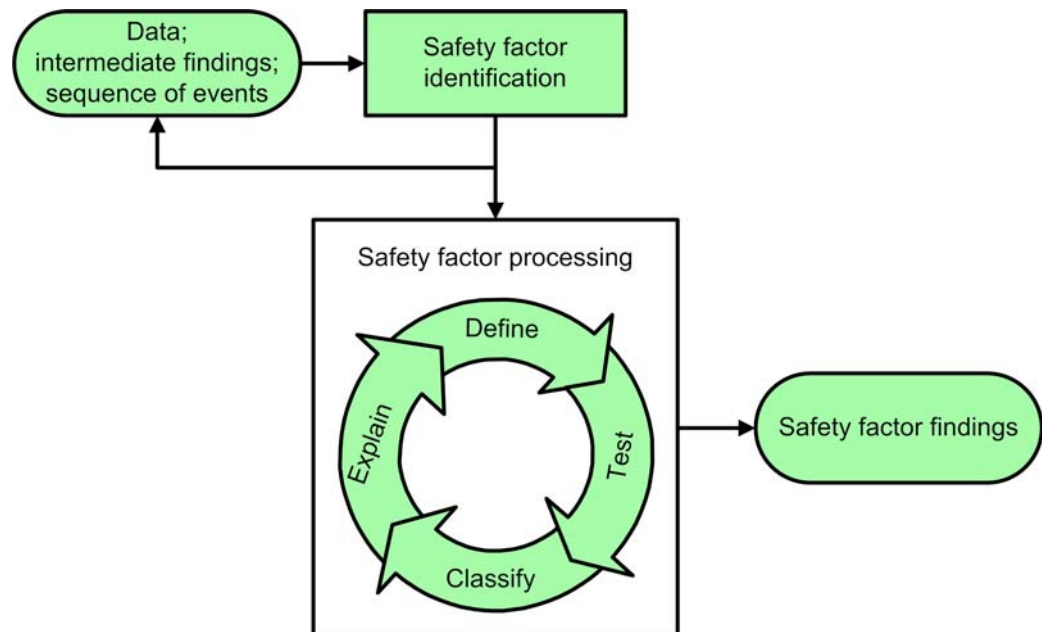 Data;
intermediate findings;
sequence of events
Safety factor
identification
Safety factor processing
Define
Test
Classify
Explain
Safety factor findings